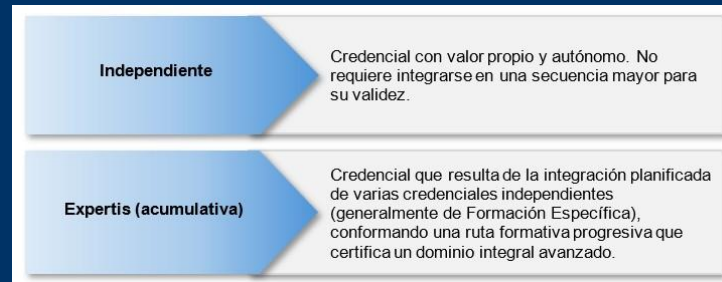 Independiente
Credencial con valor propio y autónomo. No
requiere integrarse en una secuencia mayor para
su validez.
Expertis (acumulativa)
Credencial que resulta de la integración planificada
de varias credenciales independientes
(generalmente de Formación Específica),
conformando una ruta formativa progresiva que
certifica un dominio integral avanzado.